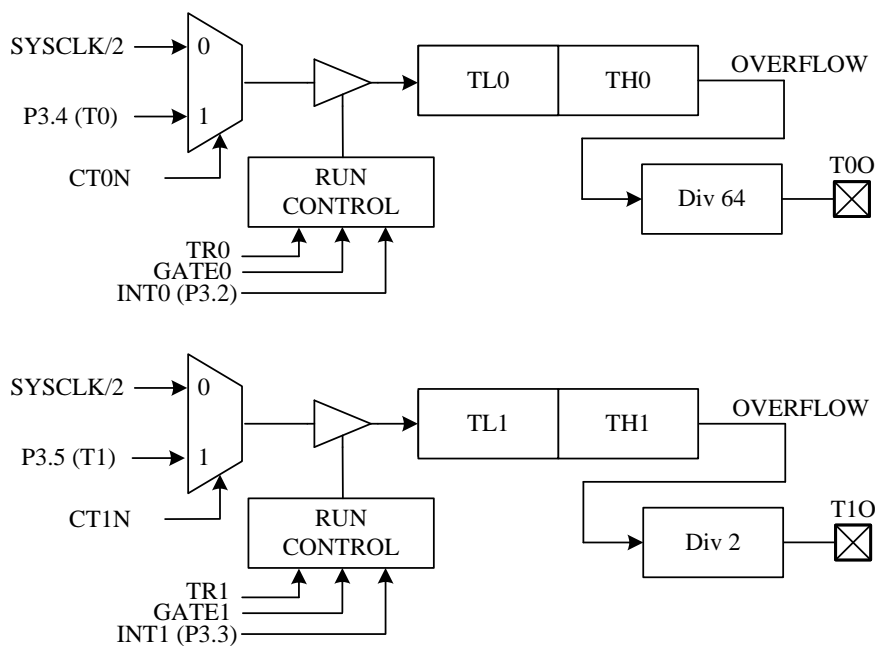 SYSCLK/2
0
P3.4 (T0)
1
CT0N
TL0
TH0
OVERFLOW
RUN
CONTROL
Div 64
T0O
TR0
GATE0
INT0 (P3.2)
SYSCLK/2
0
P3.5 (T1)
1
CT1N
TL1
TH1
OVERFLOW
RUN
CONTROL
Div 2
T1O
TR1
GATE1
INT1 (P3.3)